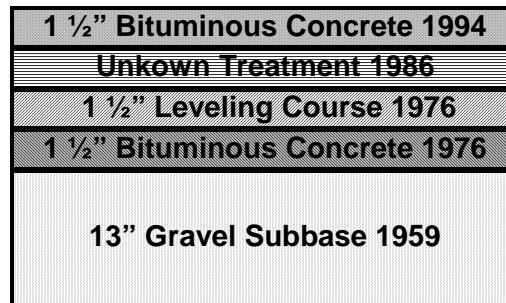 1 ½” Bituminous Concrete 1994
Unkown Treatment 1986
1 ½” Leveling Course 1976
1 ½” Bituminous Concrete 1976
13” Gravel Subbase 1959